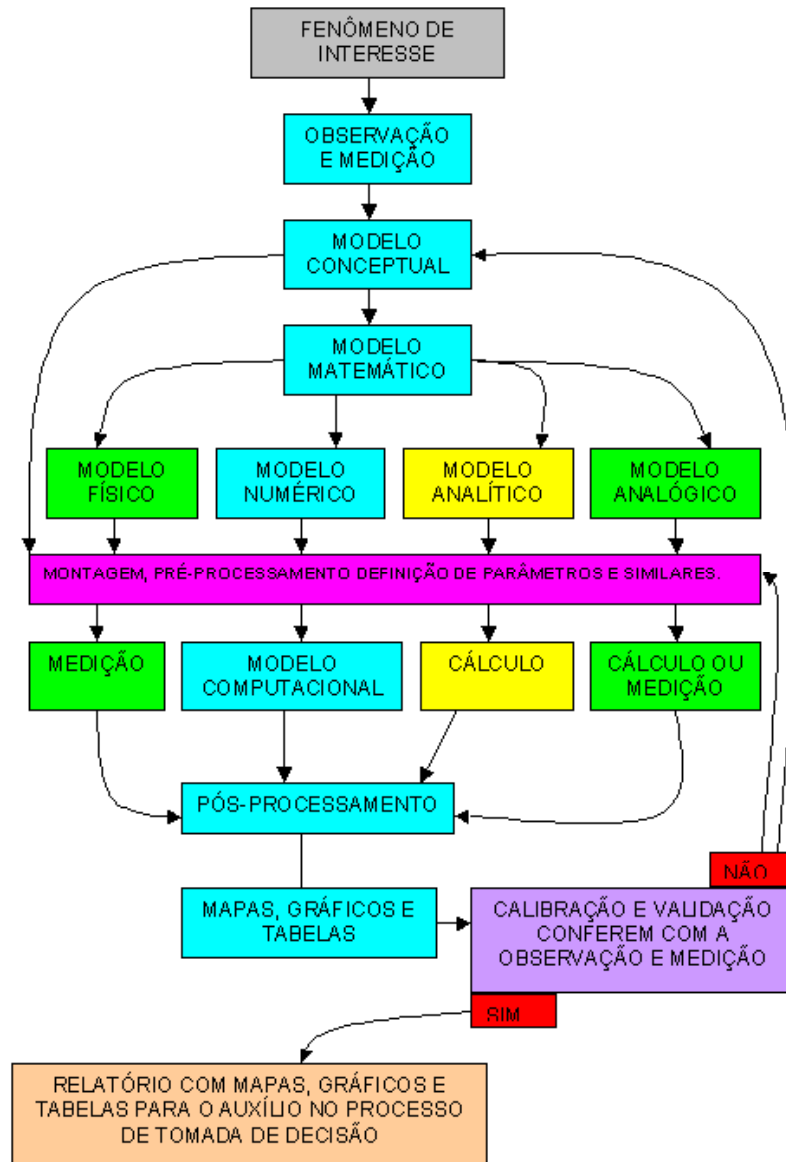 FENÔMENO DE
INTERESSE
OBSERVAÇÃO
E MEDIÇÃO
MODELO
CONCEPTUAL
MODELO
MATEMÁTICO
MODELO
FÍSICO
MODELO
NUMÉRICO
MODELO
ANALÍTICO
MODELO
ANALÓGICO
MONTAGEM, PRÉ-PROCESSAMENTO DEFINIÇÃO DE PARÂMETROS E SIMILARES.
MEDIÇÃO
MODELO
COMPUTACIONAL
CÁLCULO
CÁLCULO OU
MEDIÇÃO
PÓS-PROCESSAMENTO
NÃO
MAPAS, GRÁFICOS E
TABELAS
CALIBRAÇÃO E VALIDAÇÃO
CONFEREM COM A
OBSERVAÇÃO E MEDIÇÃO
SIM
RELATÓRIO COM MAPAS, GRÁFICOS E
TABELAS PARA O AUXÍLIO NO PROCESSO
DE TOMADA DE DECISÃO